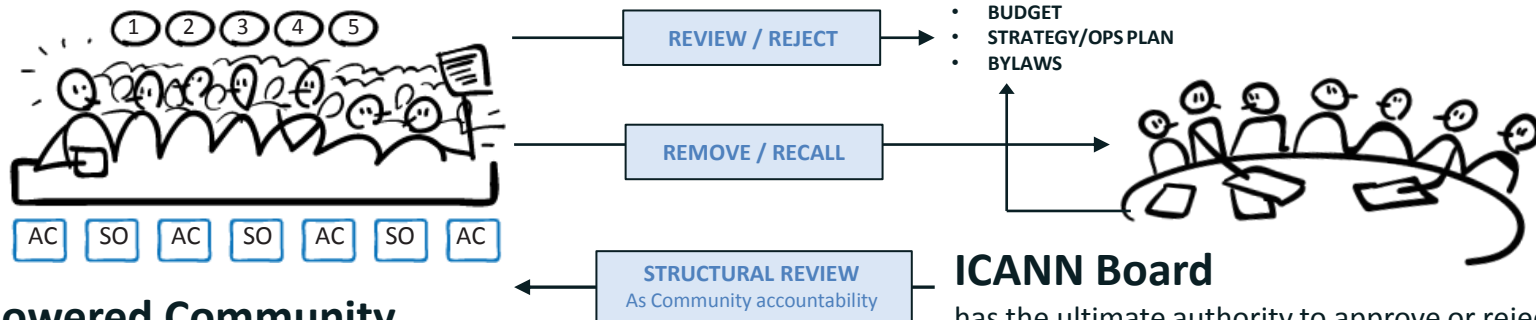 1 2 3 4 5
REVIEW / REJECT
• BUDGET
• STRATEGY/OPS PLAN
• BYLAWS
REMOVE / RECALL
AC SO AC SO AC SO AC
STRUCTURAL REVIEW
As Community accountability
ICANN Board
owered Community
has the ultimate authority to approve or reje